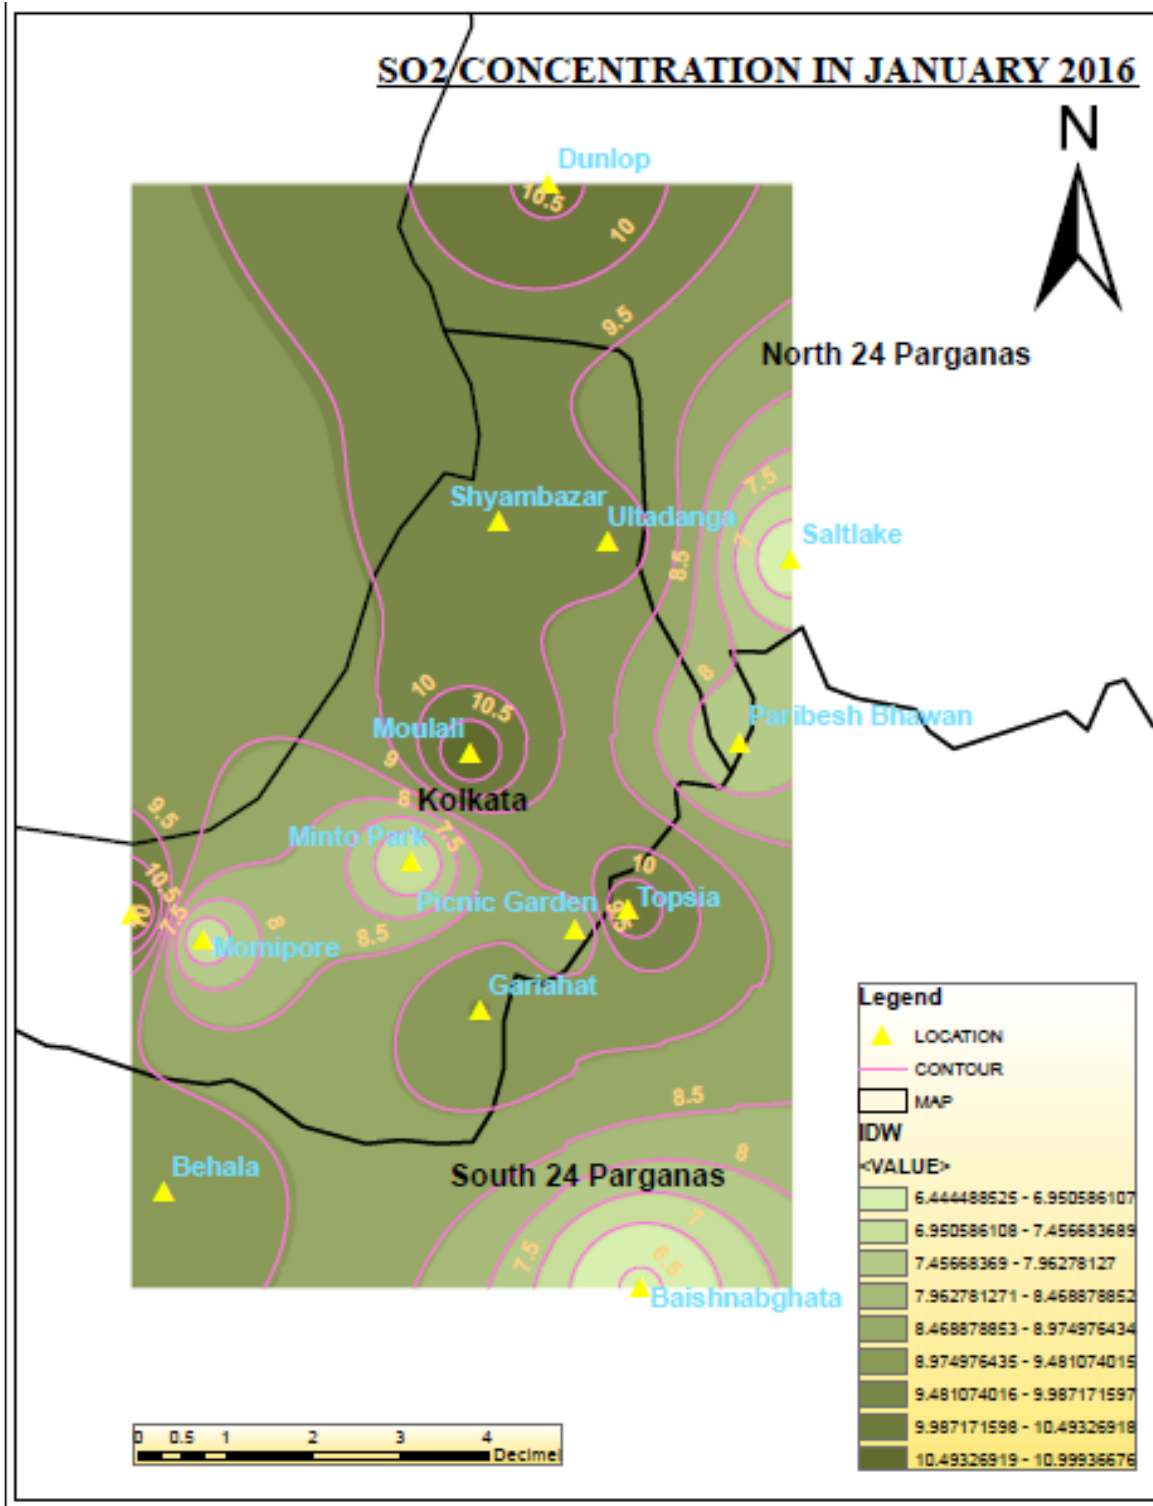 SO2 CONCENTRATION IN JANUARY 2016
N
Dunlop
10.5
10
9.5
North 24 Parganas
7.5
Shyambazar
Ultadanga
7
Saltlake
8.5
8
10
10.5
Paribesh Bhawan
Moulali
9
8
Kolkata
9.5
Minto Park
7.5
10
10.5
Picnic Garden
Topsia
10
9.5
7.5
8
8.5
Momipore
Gariahat
Legend
LOCATION
CONTOUR
8.5
MAP
IDW
8
<VALUE>
Behala
South 24 Parganas
6.444488525 - 6.950586107
7
6.950586108 - 7.456683689
7.5
6.5
7.45668369 - 7.96278127
Baishnabghata
7.962781271 - 8.468878852
8.468878853 - 8.974976434
8.974976435 - 9.481074015
9.481074016 - 9.987171597
9.987171598 - 10.49326918
10.49326919 - 10.99936676
0 0.5 1 2 3 4
Decimel